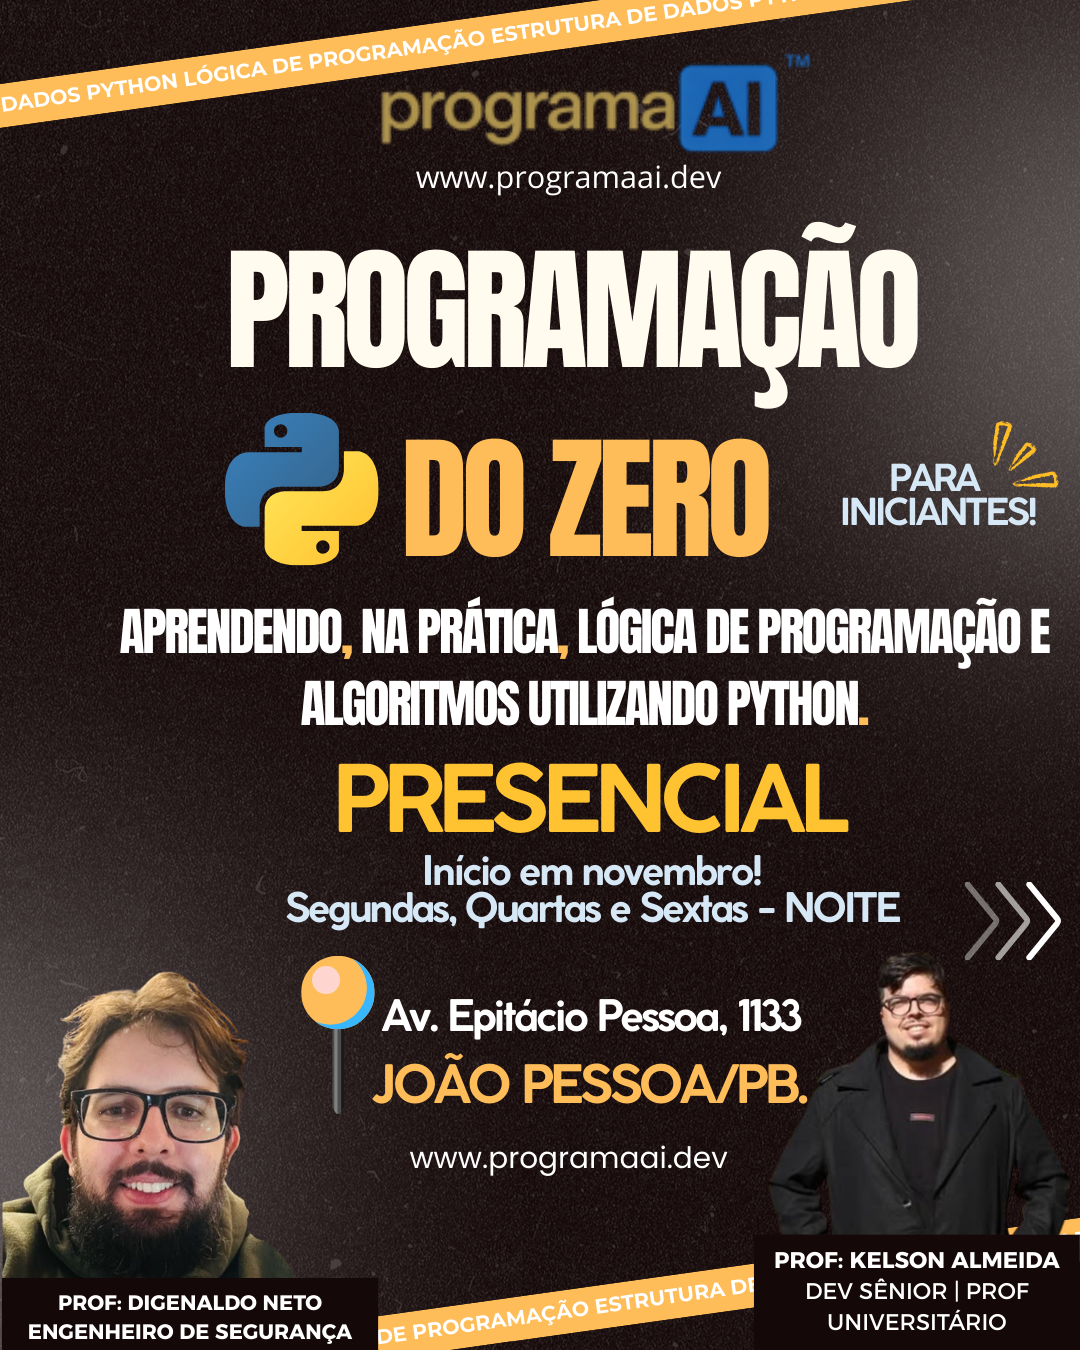 DADOS PYTHON LÓGICA DE PROGRAMAÇÃO ESTRUTURA DE DADOS
programaAI™
www.programaai.dev
PROGRAMAÇÃO
DO ZERO
PARA
INICIANTES!
APRENDENDO, NA PRÁTICA, LÓGICA DE PROGRAMAÇÃO E
ALGORITMOS UTILIZANDO PYTHON.
PRESENCIAL
Início em novembro!
Segundas, Quartas e Sextas - NOITE
Av. Epitácio Pessoa, 1133
JOÃO PESSOA/PB.
www.programaai.dev
PROF: DIGENALDO NETO
ENGENHEIRO DE SEGURANÇA
PROF: KELSON ALMEIDA
DEV SÊNIOR | PROF
UNIVERSITÁRIO
DE PROGRAMAÇÃO ESTRUTURA DE